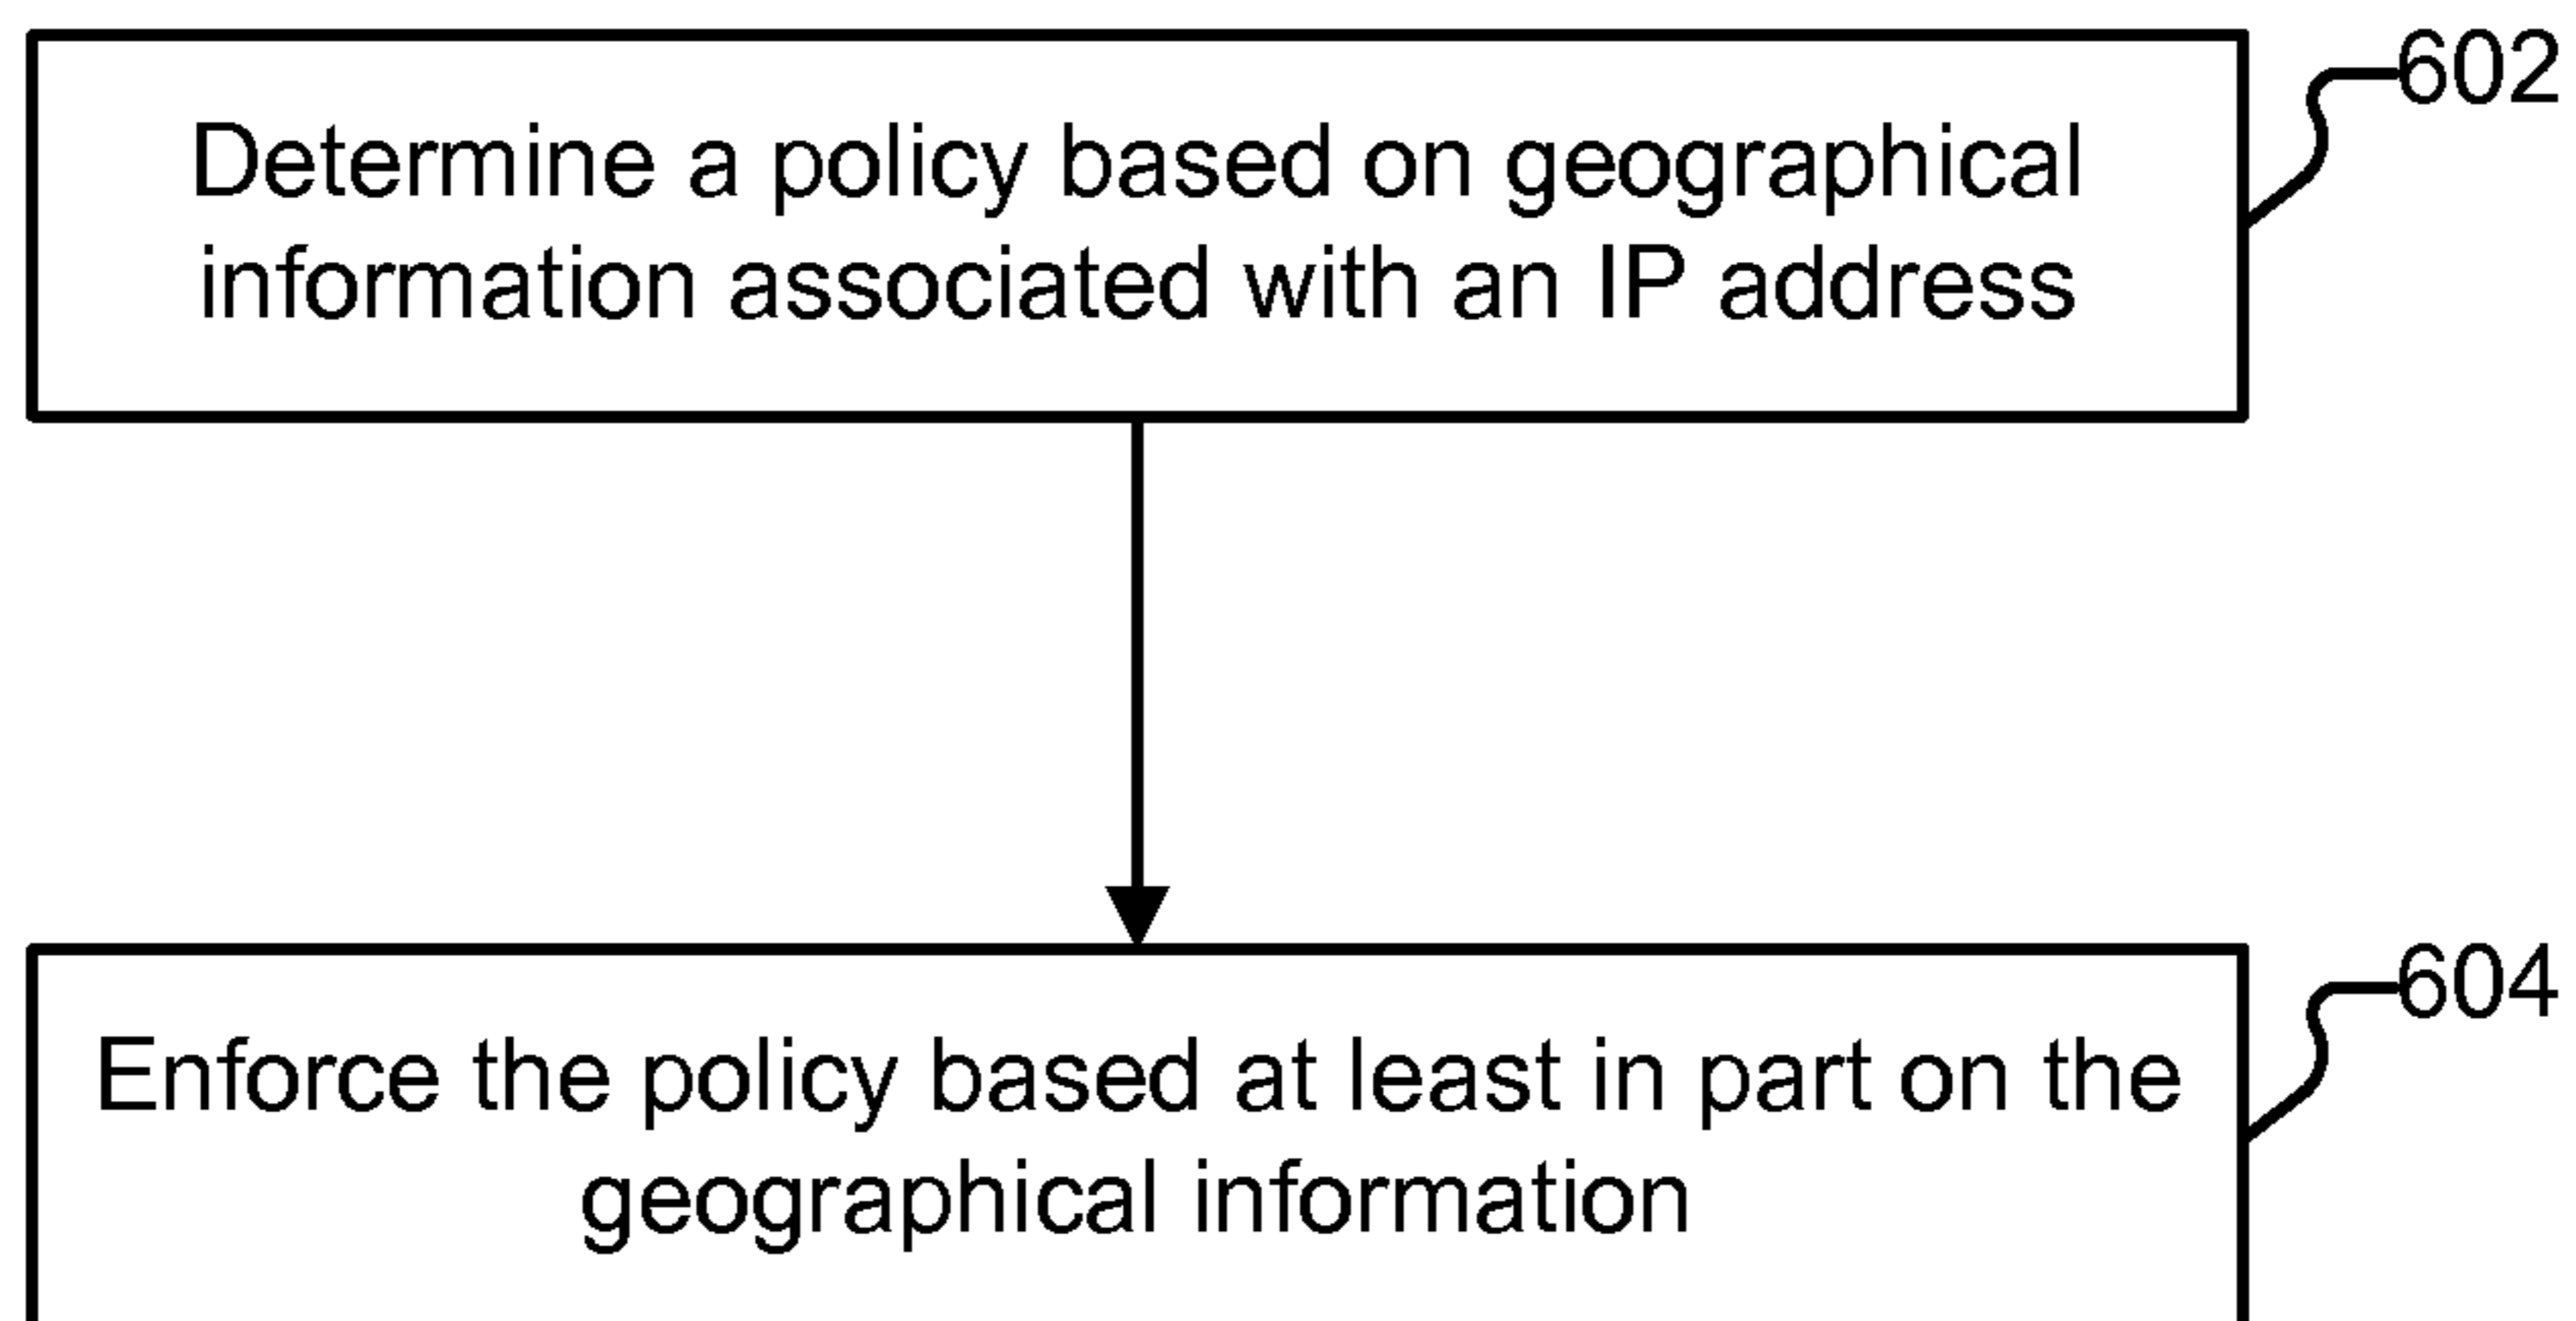 602
Determine a policy based on geographical
information associated with an IP address
604
Enforce the policy based at least in part on the
geographical information